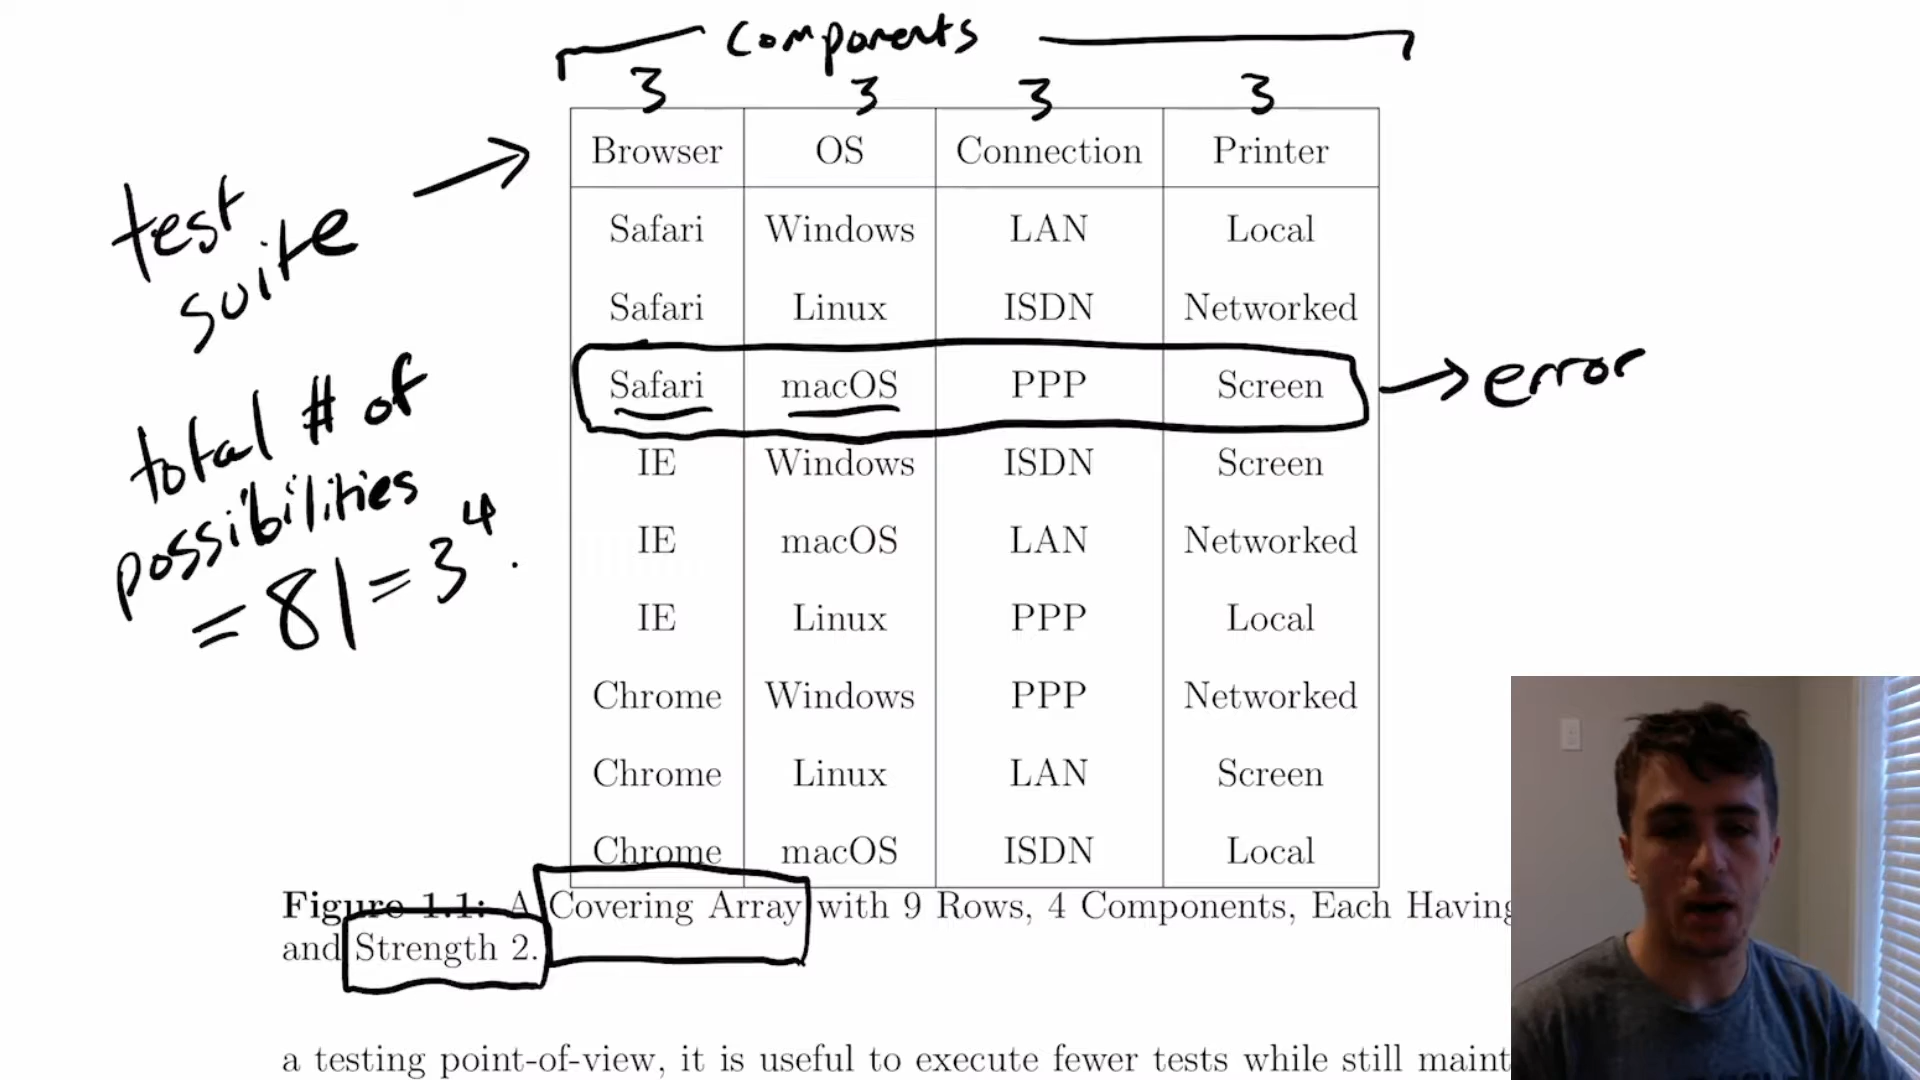 components
3 3 3 3
Browser OS Connection Printer
test
suite
Safari Windows LAN Local
Safari Linux ISDN Networked
Safari macOS PPP Screen
error
total # of
possibilities
= 81 = 3^4.
IE Windows ISDN Screen
IE macOS LAN Networked
IE Linux PPP Local
Chrome Windows PPP Networked
Chrome Linux LAN Screen
Chrome macOS ISDN Local
Figure 1.1: A Covering Array with 9 Rows, 4 Components, Each Having
and Strength 2.
a testing point-of-view, it is useful to execute fewer tests while still